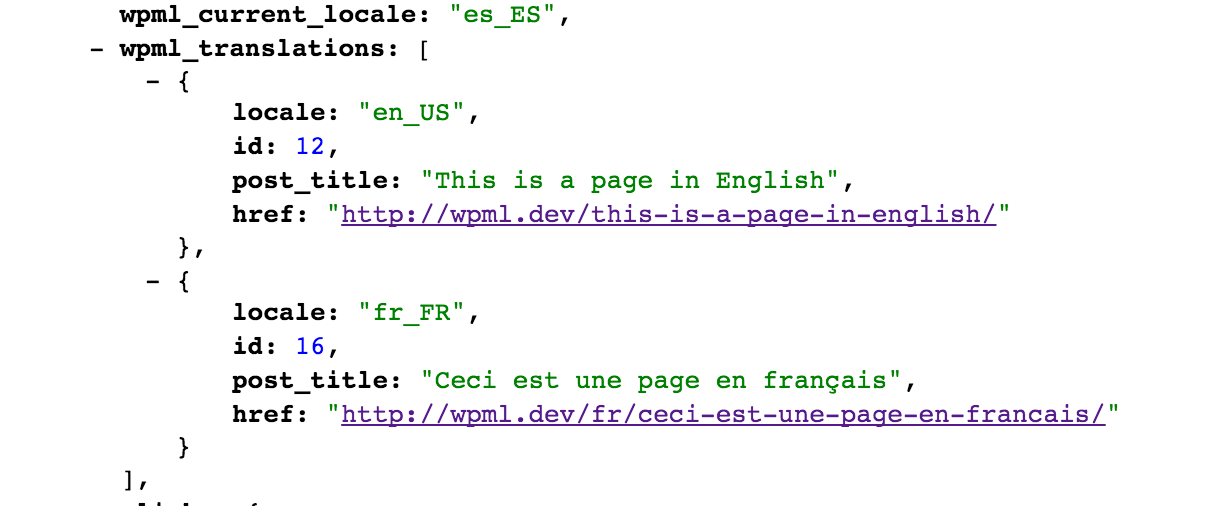 wpml_current_locale: "es_ES",
- wpml_translations: [
- {
locale: "en_US",
id: 12,
post_title: "This is a page in English",
href: "http://wpml.dev/this-is-a-page-in-english/"
},
- {
locale: "fr_FR",
id: 16,
post_title: "Ceci est une page en français",
href: "http://wpml.dev/fr/ceci-est-une-page-en-francais/"
}
],